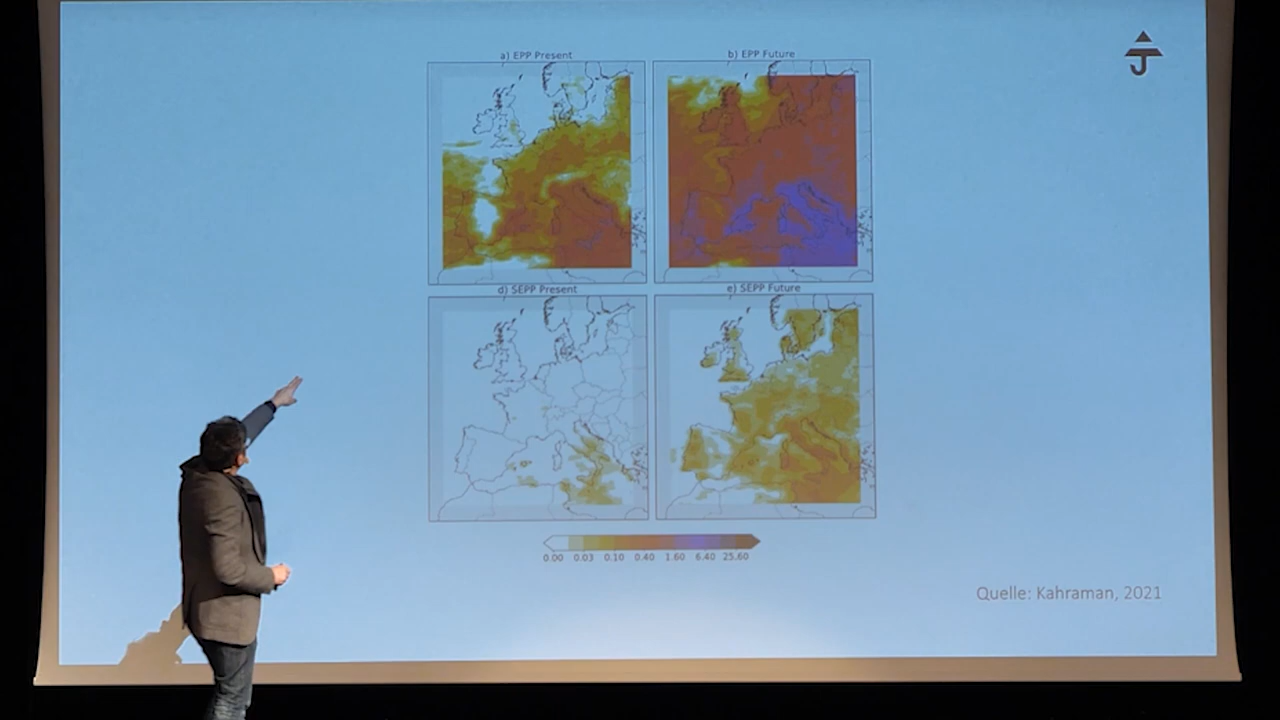 a) EPP Present
b) EPP Future
d) SEPP Present
e) SEPP Future
0.00 0.03 0.10 0.40 1.60 6.40 25.60
Quelle: Kahraman, 2021